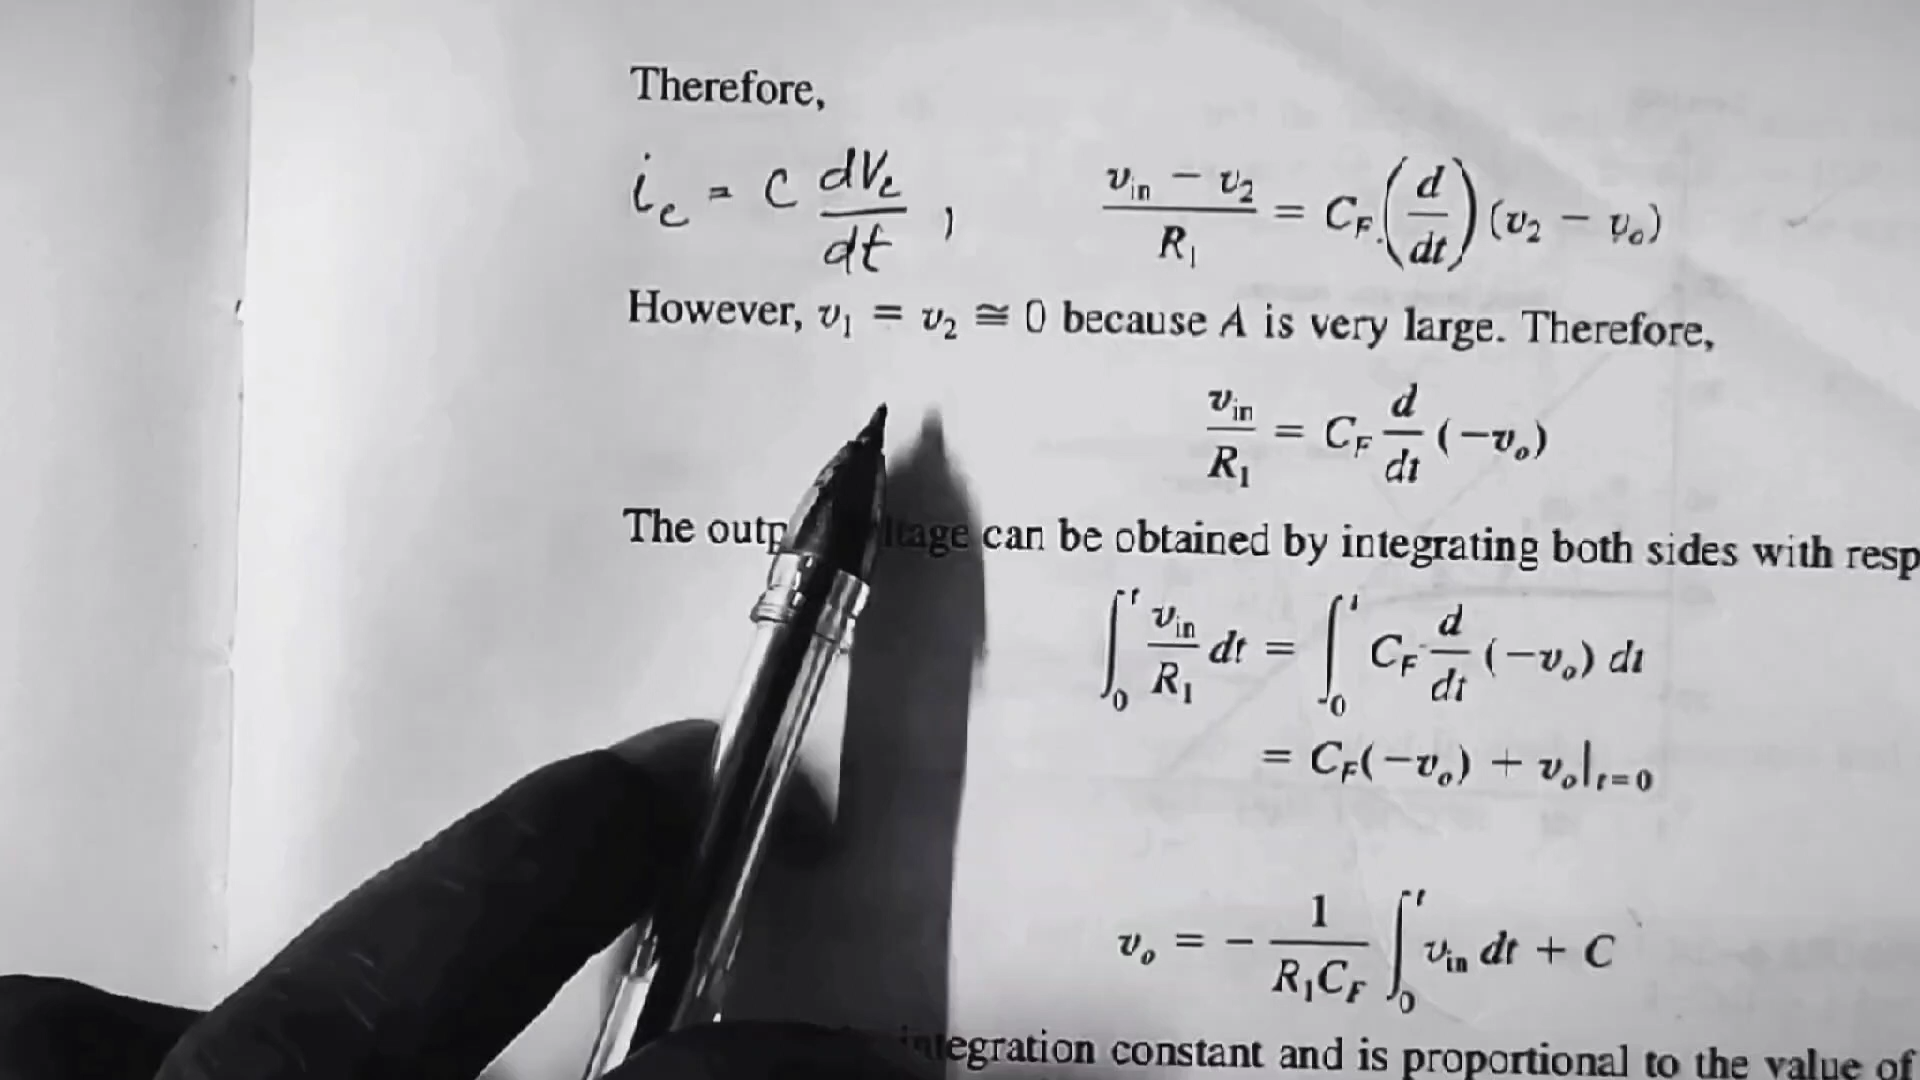 Therefore,
i_c = C dV_c/dt , (v_in − v_2)/R_1 = C_F (d/dt) (v_2 − v_o)
However, v_1 = v_2 ≅ 0 because A is very large. Therefore,
v_in/R_1 = C_F d/dt (−v_o)
The can be obtained by integrating both sides with
∫_0^t v_in/R_1 dt = ∫_0^t C_F d/dt (−v_o) dt
= C_F(−v_o) + v_o|_t=0
v_o = − 1/(R_1C_F) ∫_0^t v_in dt + C
integration constant and is proportional to the value of